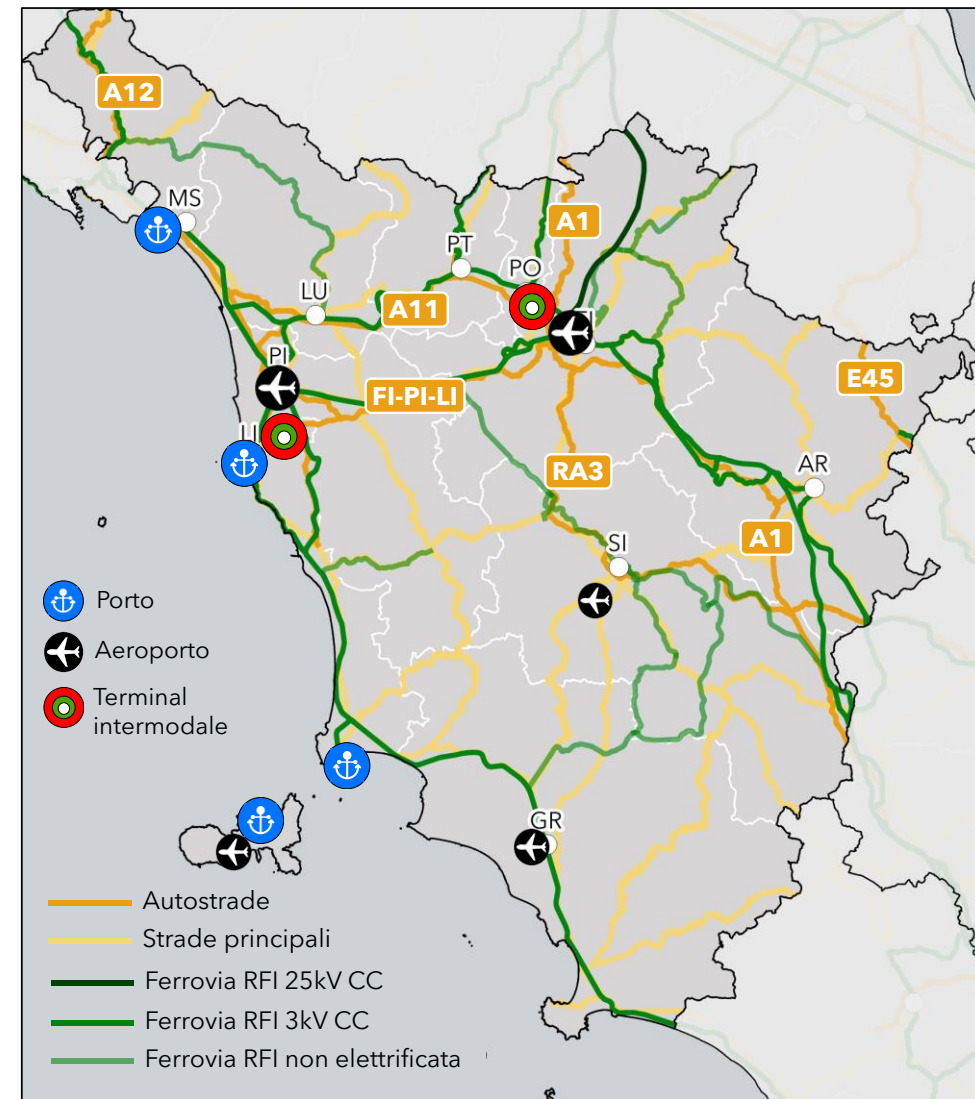 A12
MS
A1
PT
PO
LU
A11
PI
E45
FI-PI-LI
LI
RA3
AR
A1
SI
Porto
Aeroporto
Terminal
intermodale
GR
Autostrade
Strade principali
Ferrovia RFI 25kV CC
Ferrovia RFI 3kV CC
Ferrovia RFI non elettrificata